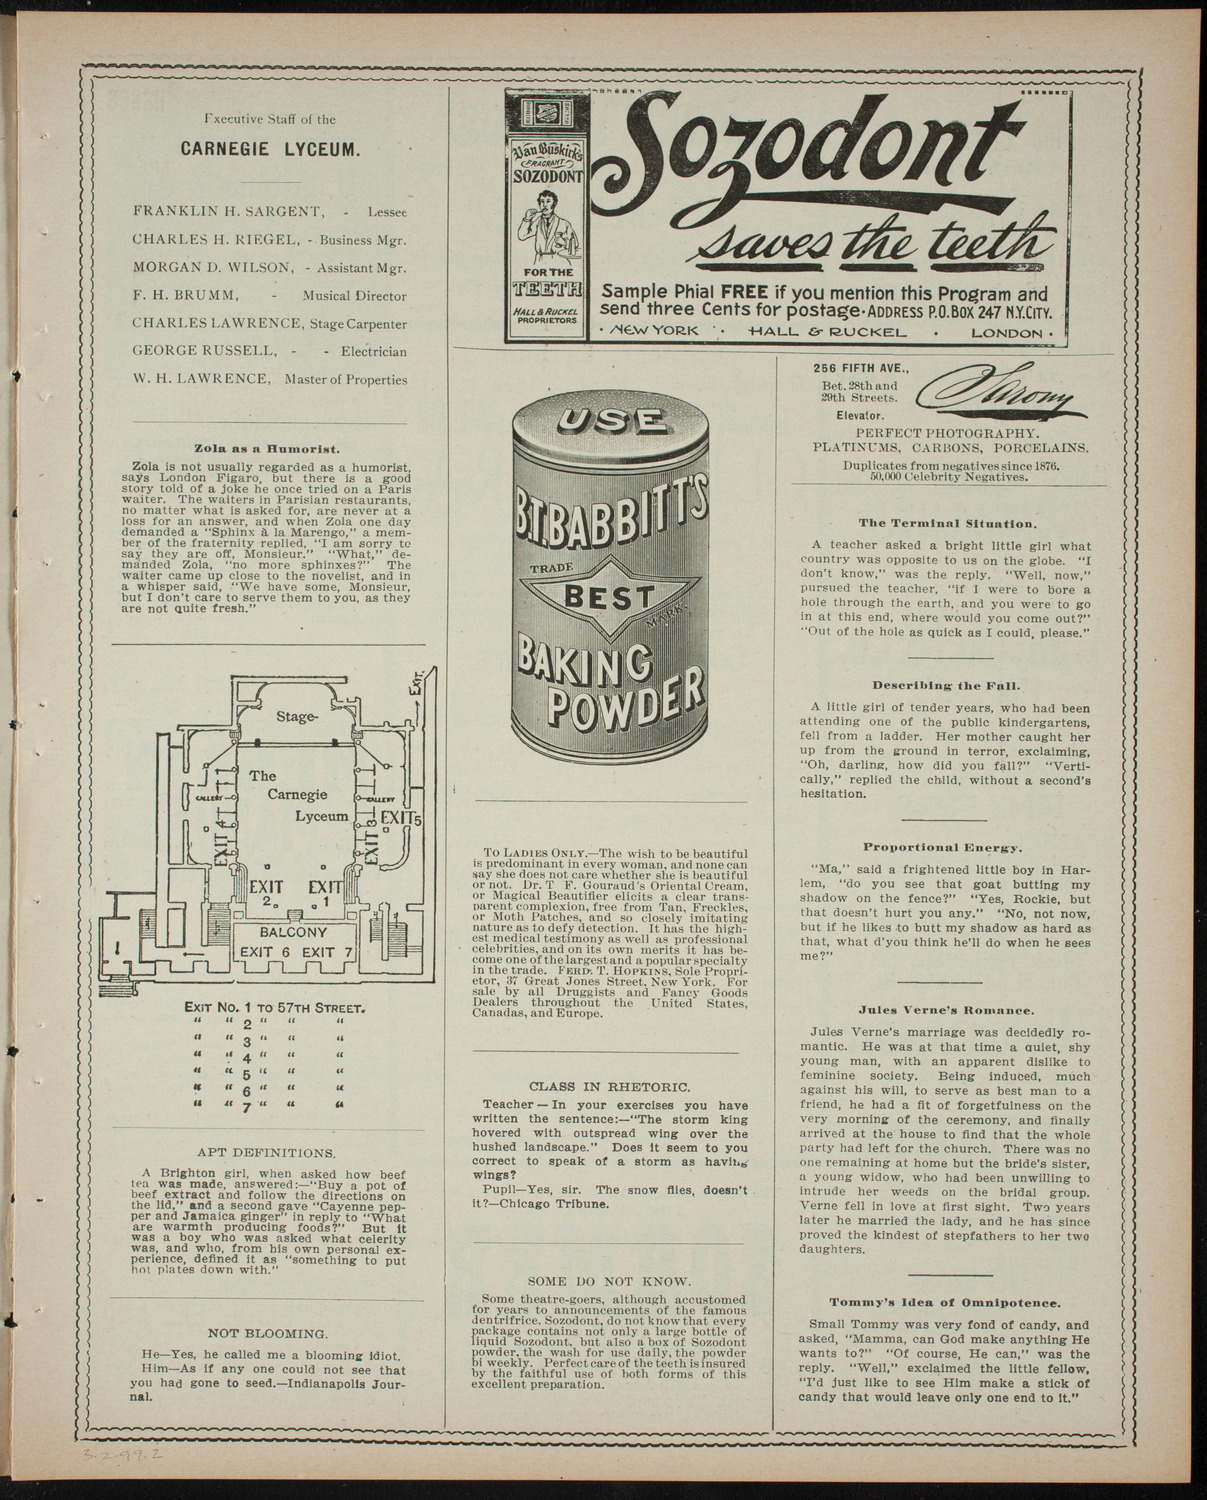 Executive Staff of the
CARNEGIE LYCEUM.
FRANKLIN H. SARGENT, - Lessee
CHARLES H. RIEGEL, - Business Mgr.
MORGAN D. WILSON, - Assistant Mgr.
F. H. BRUMM, - Musical Director
CHARLES LAWRENCE, Stage Carpenter
GEORGE RUSSELL, - - Electrician
W. H. LAWRENCE, Master of Properties
Zola as a Humorist.
Zola is not usually regarded as a humorist,
says London Figaro, but there is a good
story told of a joke he once tried on a Paris
waiter. The waiters in Parisian restaurants,
no matter what is asked for, are never at a
loss for an answer, and when Zola one day
demanded a "Sphinx à la Marengo," a mem-
ber of the fraternity replied, "I am sorry to
say they are off, Monsieur." "What," de-
manded Zola, "no more sphinxes?" The
waiter came up close to the novelist, and in
a whisper said, "We have some, Monsieur,
but I don't care to serve them to you, as they
are not quite fresh."
EXIT.
Stage-
The
Carnegie
Lyceum
GALLERY
GALLERY
EXIT 4
EXIT 3
EXIT 5
EXIT 2.
EXIT 1
BALCONY
EXIT 6 EXIT 7
EXIT NO. 1 TO 57TH STREET.
" " 2 " " "
" " 3 " " "
" " 4 " " "
" " 5 " " "
" " 6 " " "
" " 7 " " "
APT DEFINITIONS.
A Brighton girl, when asked how beef
tea was made, answered:—"Buy a pot of
beef extract and follow the directions on
the lid," and a second gave "Cayenne pep-
per and Jamaica ginger" in reply to "What
are warmth producing foods?" But it
was a boy who was asked what celerity
was, and who, from his own personal ex-
perience, defined it as "something to put
hot plates down with."
NOT BLOOMING.
He—Yes, he called me a blooming idiot.
Him—As if any one could not see that
you had gone to seed.—Indianapolis Jour-
nal.
3.2.99.2
Van Buskirk's
FRAGRANT
SOZODONT
FOR THE
TEETH
HALL & RUCKEL
PROPRIETORS
Sozodont
saves the teeth
Sample Phial FREE if you mention this Program and
send three Cents for postage · ADDRESS P.O. BOX 247 N.Y. CITY.
· NEW YORK · HALL & RUCKEL · LONDON ·
USE
B.T. BABBITT'S
TRADE
BEST
MARK
BAKING
POWDER
TO LADIES ONLY.—The wish to be beautiful
is predominant in every woman, and none can
say she does not care whether she is beautiful
or not. Dr. T F. Gouraud's Oriental Cream,
or Magical Beautifier elicits a clear trans-
parent complexion, free from Tan, Freckles,
or Moth Patches, and so closely imitating
nature as to defy detection. It has the high-
est medical testimony as well as professional
celebrities, and on its own merits it has be-
come one of the largest and a popular specialty
in the trade. FERD. T. HOPKINS, Sole Propri-
etor, 37 Great Jones Street, New York. For
sale by all Druggists and Fancy Goods
Dealers throughout the United States,
Canadas, and Europe.
CLASS IN RHETORIC.
Teacher—In your exercises you have
written the sentence:—"The storm king
hovered with outspread wing over the
hushed landscape." Does it seem to you
correct to speak of a storm as having
wings?
Pupil—Yes, sir. The snow flies, doesn't
it?—Chicago Tribune.
SOME DO NOT KNOW.
Some theatre-goers, although accustomed
for years to announcements of the famous
dentrifrice, Sozodont, do not know that every
package contains not only a large bottle of
liquid Sozodont, but also a box of Sozodont
powder, the wash for use daily, the powder
bi weekly. Perfect care of the teeth is insured
by the faithful use of both forms of this
excellent preparation.
256 FIFTH AVE.,
Bet. 28th and
29th Streets.
Elevator.
Sarony
PERFECT PHOTOGRAPHY.
PLATINUMS, CARBONS, PORCELAINS.
Duplicates from negatives since 1876.
50,000 Celebrity Negatives.
The Terminal Situation.
A teacher asked a bright little girl what
country was opposite to us on the globe. "I
don't know," was the reply. "Well, now,"
pursued the teacher, "if I were to bore a
hole through the earth, and you were to go
in at this end, where would you come out?"
"Out of the hole as quick as I could, please."
Describing the Fall.
A little girl of tender years, who had been
attending one of the public kindergartens,
fell from a ladder. Her mother caught her
up from the ground in terror, exclaiming,
"Oh, darling, how did you fall?" "Verti-
cally," replied the child, without a second's
hesitation.
Proportional Energy.
"Ma," said a frightened little boy in Har-
lem, "do you see that goat butting my
shadow on the fence?" "Yes, Rockie, but
that doesn't hurt you any." "No, not now,
but if he likes to butt my shadow as hard as
that, what d'you think he'll do when he sees
me?"
Jules Verne's Romance.
Jules Verne's marriage was decidedly ro-
mantic. He was at that time a quiet, shy
young man, with an apparent dislike to
feminine society. Being induced, much
against his will, to serve as best man to a
friend, he had a fit of forgetfulness on the
very morning of the ceremony, and finally
arrived at the house to find that the whole
party had left for the church. There was no
one remaining at home but the bride's sister,
a young widow, who had been unwilling to
intrude her weeds on the bridal group.
Verne fell in love at first sight. Two years
later he married the lady, and he has since
proved the kindest of stepfathers to her two
daughters.
Tommy's Idea of Omnipotence.
Small Tommy was very fond of candy, and
asked, "Mamma, can God make anything He
wants to?" "Of course, He can," was the
reply. "Well," exclaimed the little fellow,
"I'd just like to see Him make a stick of
candy that would leave only one end to it."